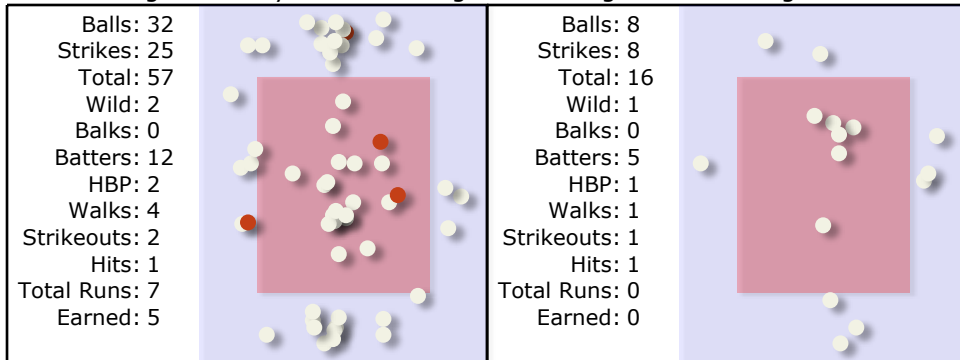 Balls: 32
Strikes: 25
Total: 57
Wild: 2
Balks: 0
Batters: 12
HBP: 2
Walks: 4
Strikeouts: 2
Hits: 1
Total Runs: 7
Earned: 5
Balls: 8
Strikes: 8
Total: 16
Wild: 1
Balks: 0
Batters: 5
HBP: 1
Walks: 1
Strikeouts: 1
Hits: 1
Total Runs: 0
Earned: 0